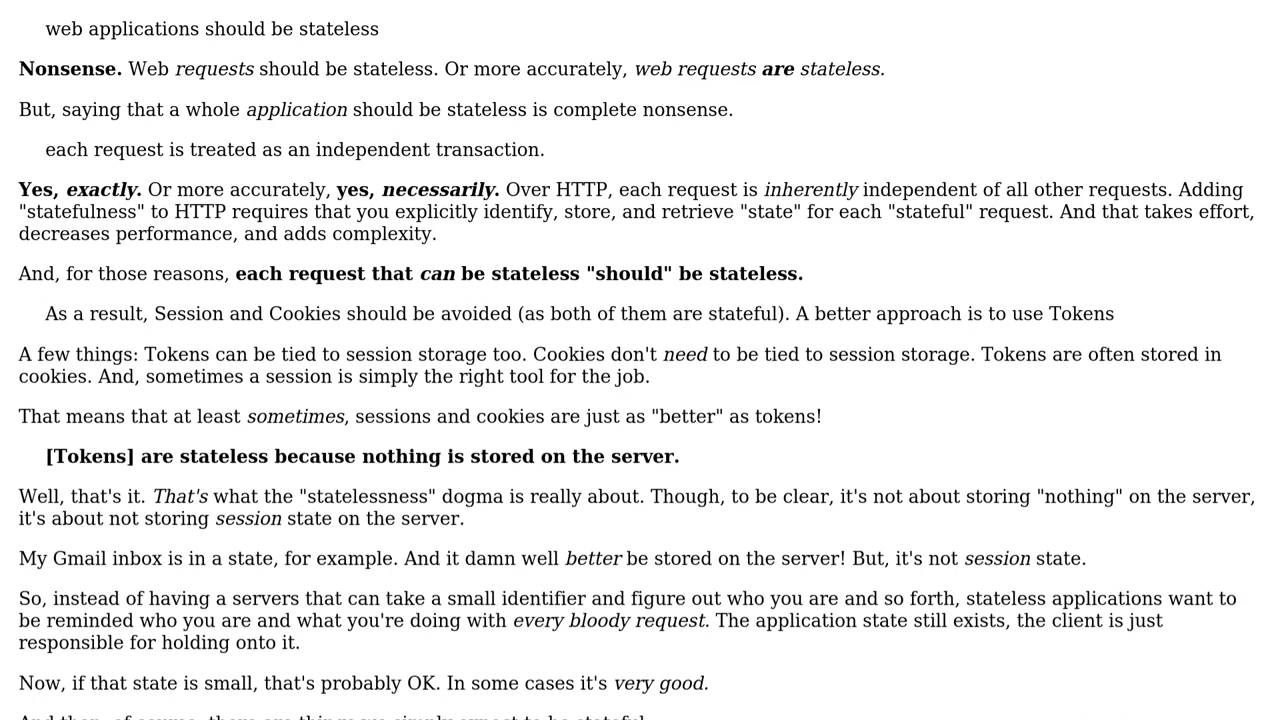 web applications should be stateless
Nonsense. Web requests should be stateless. Or more accurately, web requests are stateless.
But, saying that a whole application should be stateless is complete nonsense.
each request is treated as an independent transaction.
Yes, exactly. Or more accurately, yes, necessarily. Over HTTP, each request is inherently independent of all other requests. Adding
"statefulness" to HTTP requires that you explicitly identify, store, and retrieve "state" for each "stateful" request. And that takes effort,
decreases performance, and adds complexity.
And, for those reasons, each request that can be stateless "should" be stateless.
As a result, Session and Cookies should be avoided (as both of them are stateful). A better approach is to use Tokens
A few things: Tokens can be tied to session storage too. Cookies don't need to be tied to session storage. Tokens are often stored in
cookies. And, sometimes a session is simply the right tool for the job.
That means that at least sometimes, sessions and cookies are just as "better" as tokens!
[Tokens] are stateless because nothing is stored on the server.
Well, that's it. That's what the "statelessness" dogma is really about. Though, to be clear, it's not about storing "nothing" on the server,
it's about not storing session state on the server.
My Gmail inbox is in a state, for example. And it damn well better be stored on the server! But, it's not session state.
So, instead of having a servers that can take a small identifier and figure out who you are and so forth, stateless applications want to
be reminded who you are and what you're doing with every bloody request. The application state still exists, the client is just
responsible for holding onto it.
Now, if that state is small, that's probably OK. In some cases it's very good.
And then, of course, there are things we simply expect to be stateful